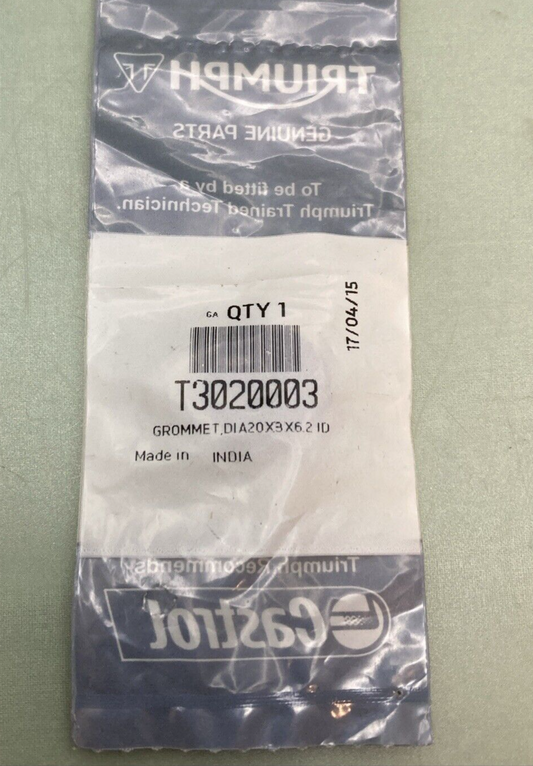 TRIUMPH
GENUINE PARTS
To be fitted by a
Triumph Trained Technician.
17/04/15
GA QTY 1
T3020003
GROMMET,DIA20X3X6.2 ID
Made in INDIA
Triumph Recommends
Castrol